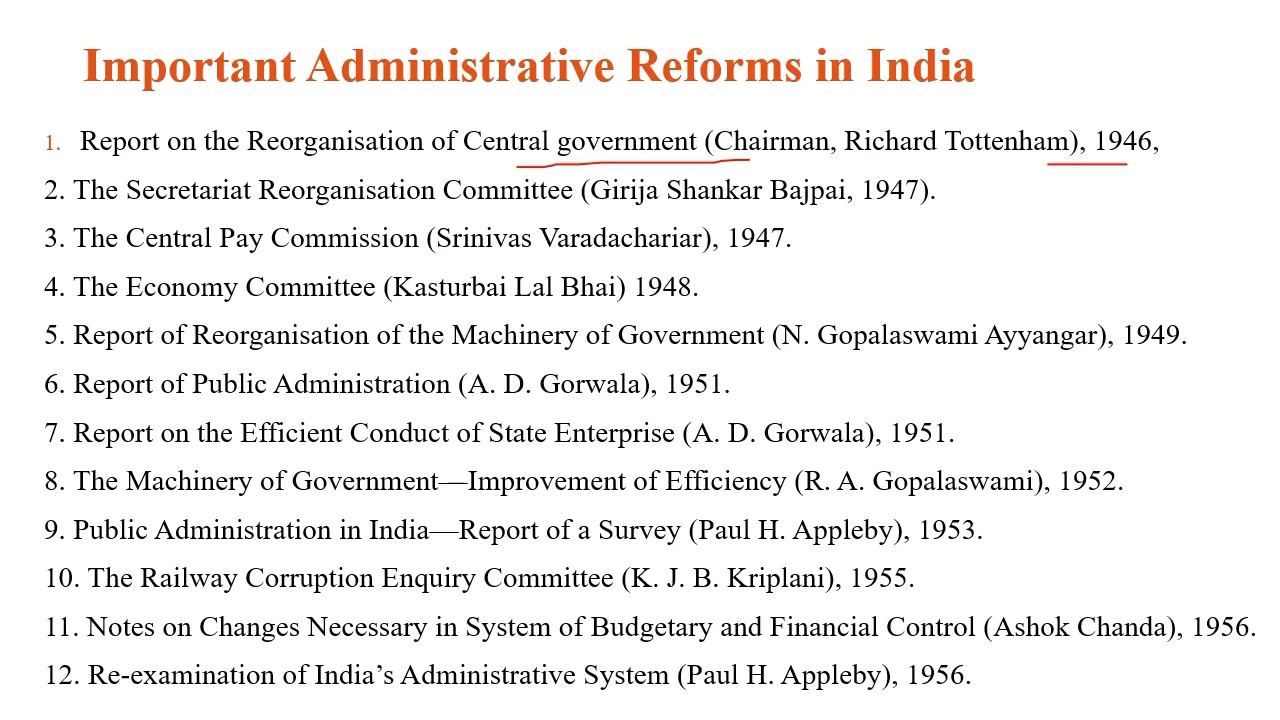 Important Administrative Reforms in India
1. Report on the Reorganisation of Central government (Chairman, Richard Tottenham), 1946,
2. The Secretariat Reorganisation Committee (Girija Shankar Bajpai, 1947).
3. The Central Pay Commission (Srinivas Varadachariar), 1947.
4. The Economy Committee (Kasturbai Lal Bhai) 1948.
5. Report of Reorganisation of the Machinery of Government (N. Gopalaswami Ayyangar), 1949.
6. Report of Public Administration (A. D. Gorwala), 1951.
7. Report on the Efficient Conduct of State Enterprise (A. D. Gorwala), 1951.
8. The Machinery of Government—Improvement of Efficiency (R. A. Gopalaswami), 1952.
9. Public Administration in India—Report of a Survey (Paul H. Appleby), 1953.
10. The Railway Corruption Enquiry Committee (K. J. B. Kriplani), 1955.
11. Notes on Changes Necessary in System of Budgetary and Financial Control (Ashok Chanda), 1956.
12. Re-examination of India’s Administrative System (Paul H. Appleby), 1956.